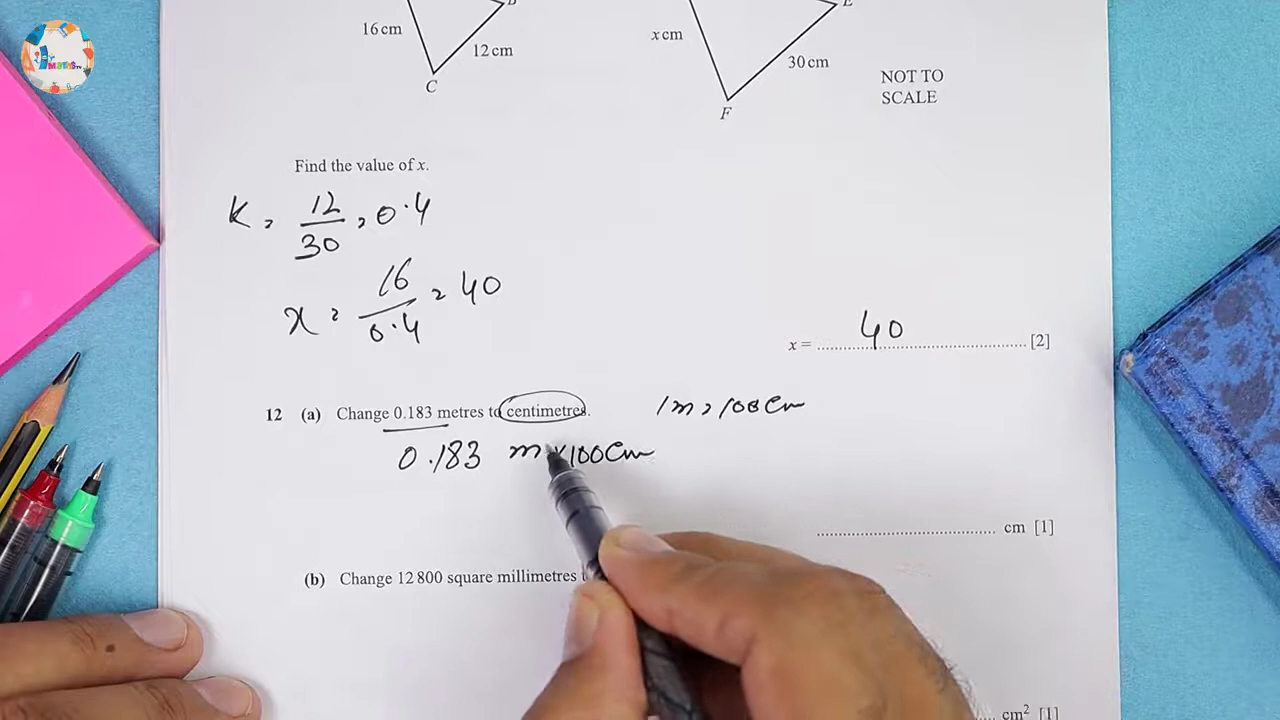 MATHS
16 cm
12 cm
C
x cm
30 cm
E
F
NOT TO
SCALE
Find the value of x.
K = 12/30 = 0.4
x = 16/0.4 = 40
40
x = .......................................... [2]
12 (a) Change 0.183 metres to centimetres.
1m = 100cm
0.183 m × 100cm
.................................... cm [1]
(b) Change 12 800 square millimetres
cm² [1]